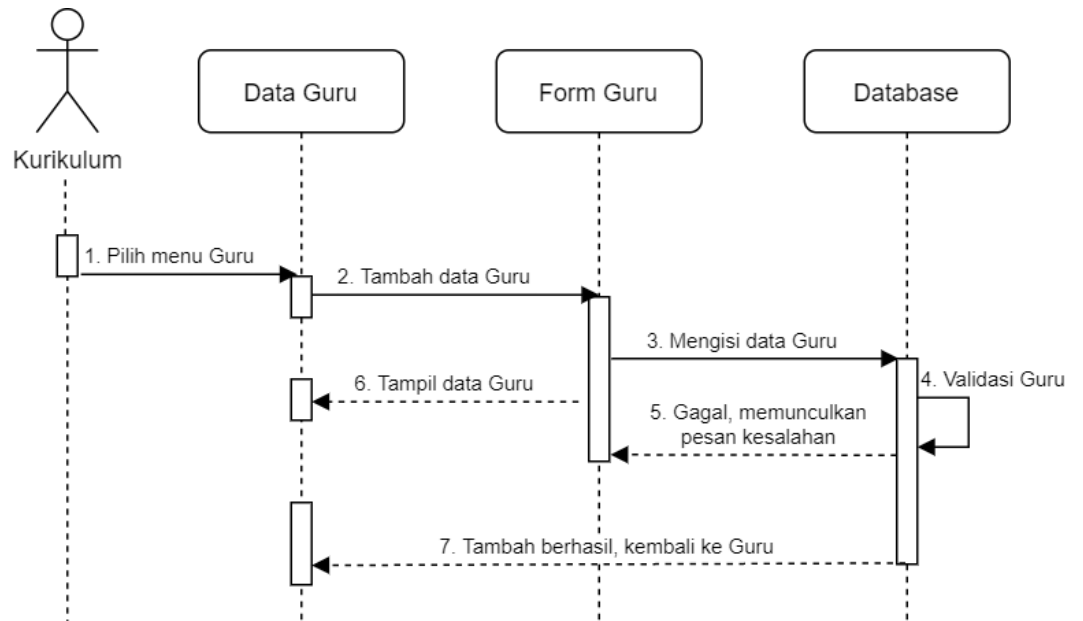 Data Guru
Form Guru
Database
Kurikulum
1. Pilih menu Guru
2. Tambah data Guru
3. Mengisi data Guru
4. Validasi Guru
6. Tampil data Guru
5. Gagal, memunculkan
pesan kesalahan
7. Tambah berhasil, kembali ke Guru